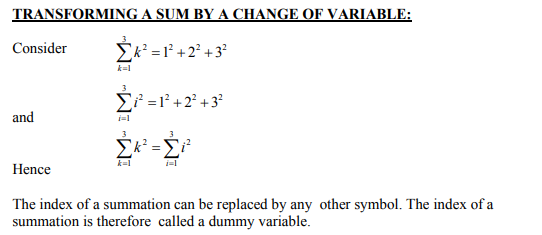 TRANSFORMING A SUM BY A CHANGE OF VARIABLE:
Consider ∑_{k=1}^{3} k² = 1² + 2² + 3²
and ∑_{i=1}^{3} i² = 1² + 2² + 3²
Hence ∑_{k=1}^{3} k² = ∑_{i=1}^{3} i²
The index of a summation can be replaced by any other symbol. The index of a
summation is therefore called a dummy variable.